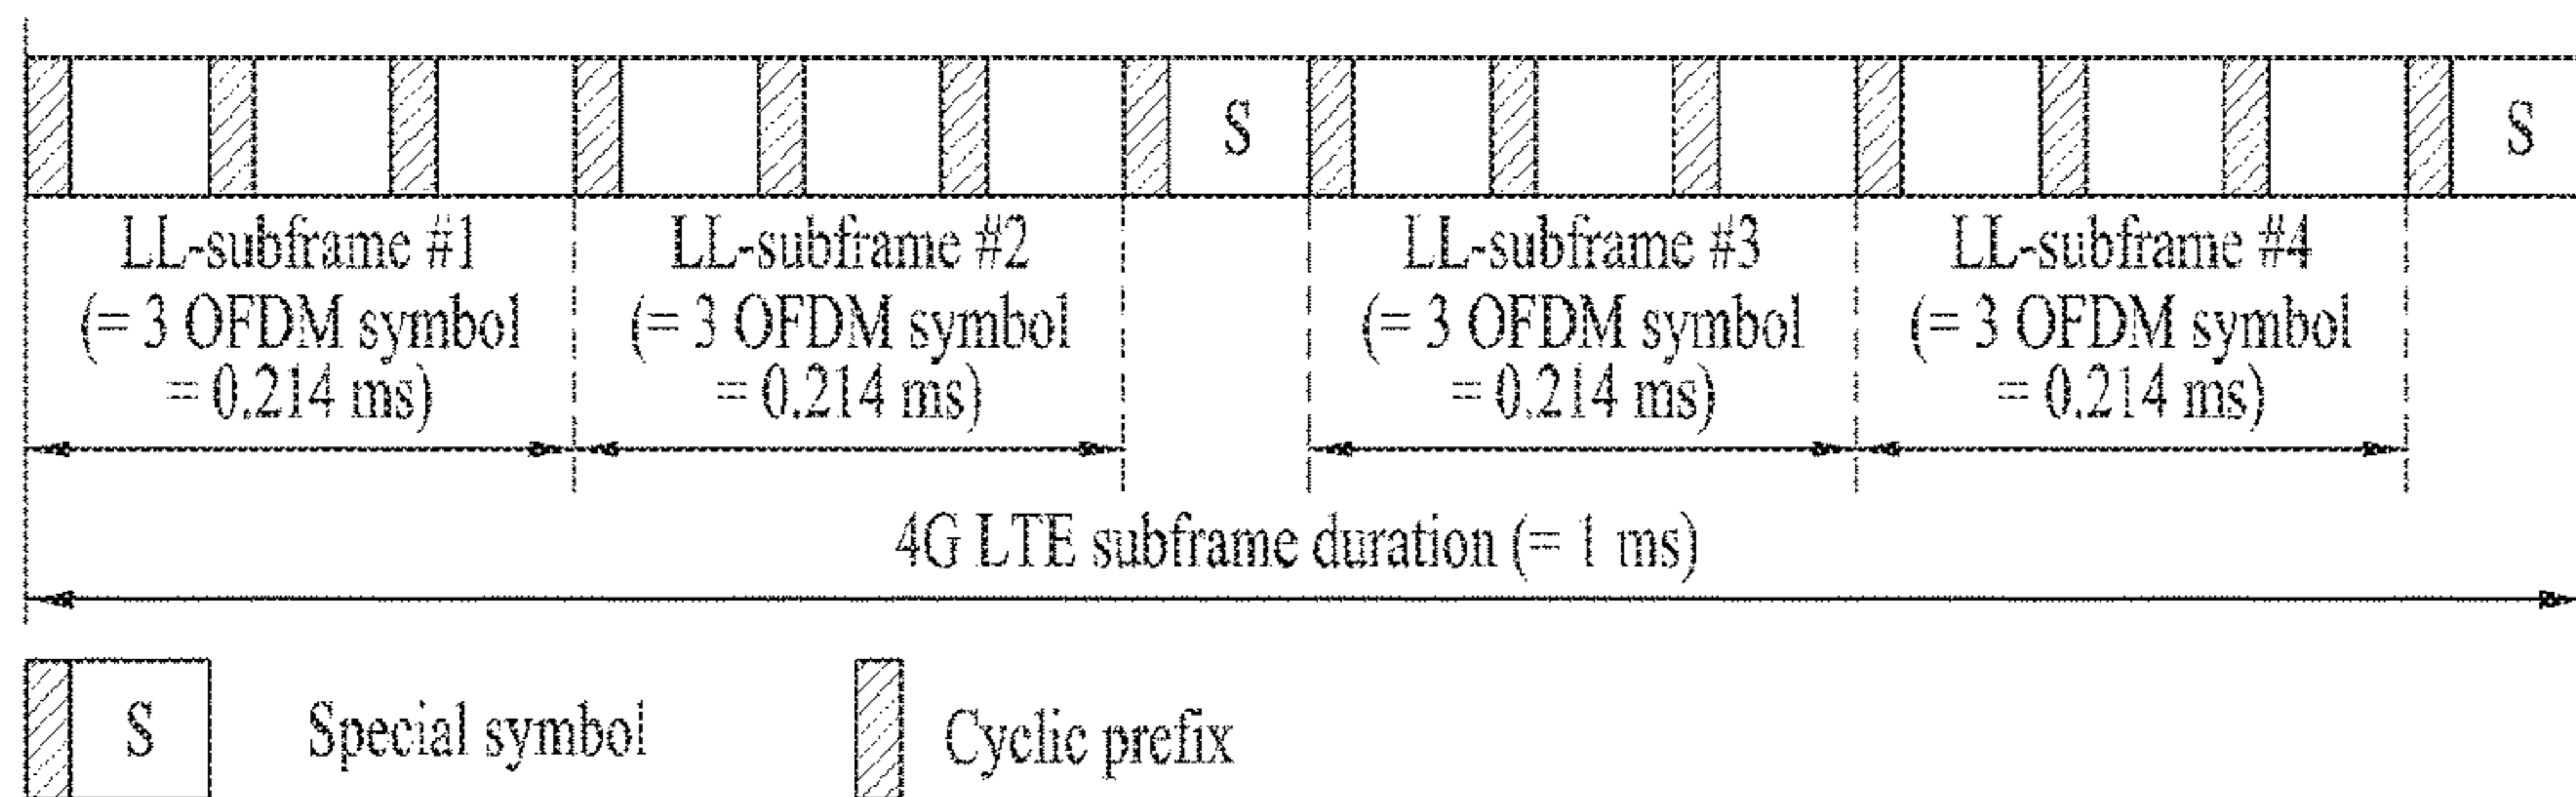 S S
LL-subframe #1 LL-subframe #2 LL-subframe #3 LL-subframe #4
(= 3 OFDM symbol (= 3 OFDM symbol (= 3 OFDM symbol (= 3 OFDM symbol
= 0.214 ms) = 0.214 ms) = 0.214 ms) = 0.214 ms)
4G LTE subframe duration (= 1 ms)
S Special symbol Cyclic prefix